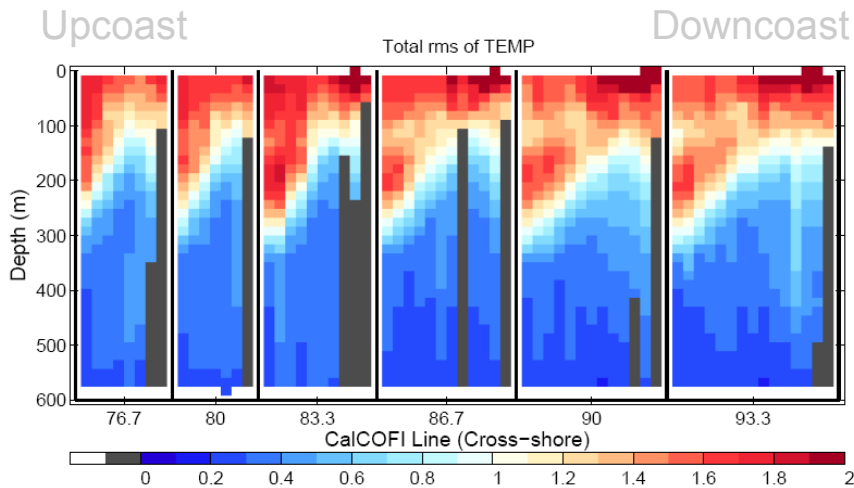 Upcoast Downcoast
Total rms of TEMP
0
100
200
300
400
500
600
Depth (m)
76.7 80 83.3 86.7 90 93.3
CalCOFI Line (Cross-shore)
0 0.2 0.4 0.6 0.8 1 1.2 1.4 1.6 1.8 2